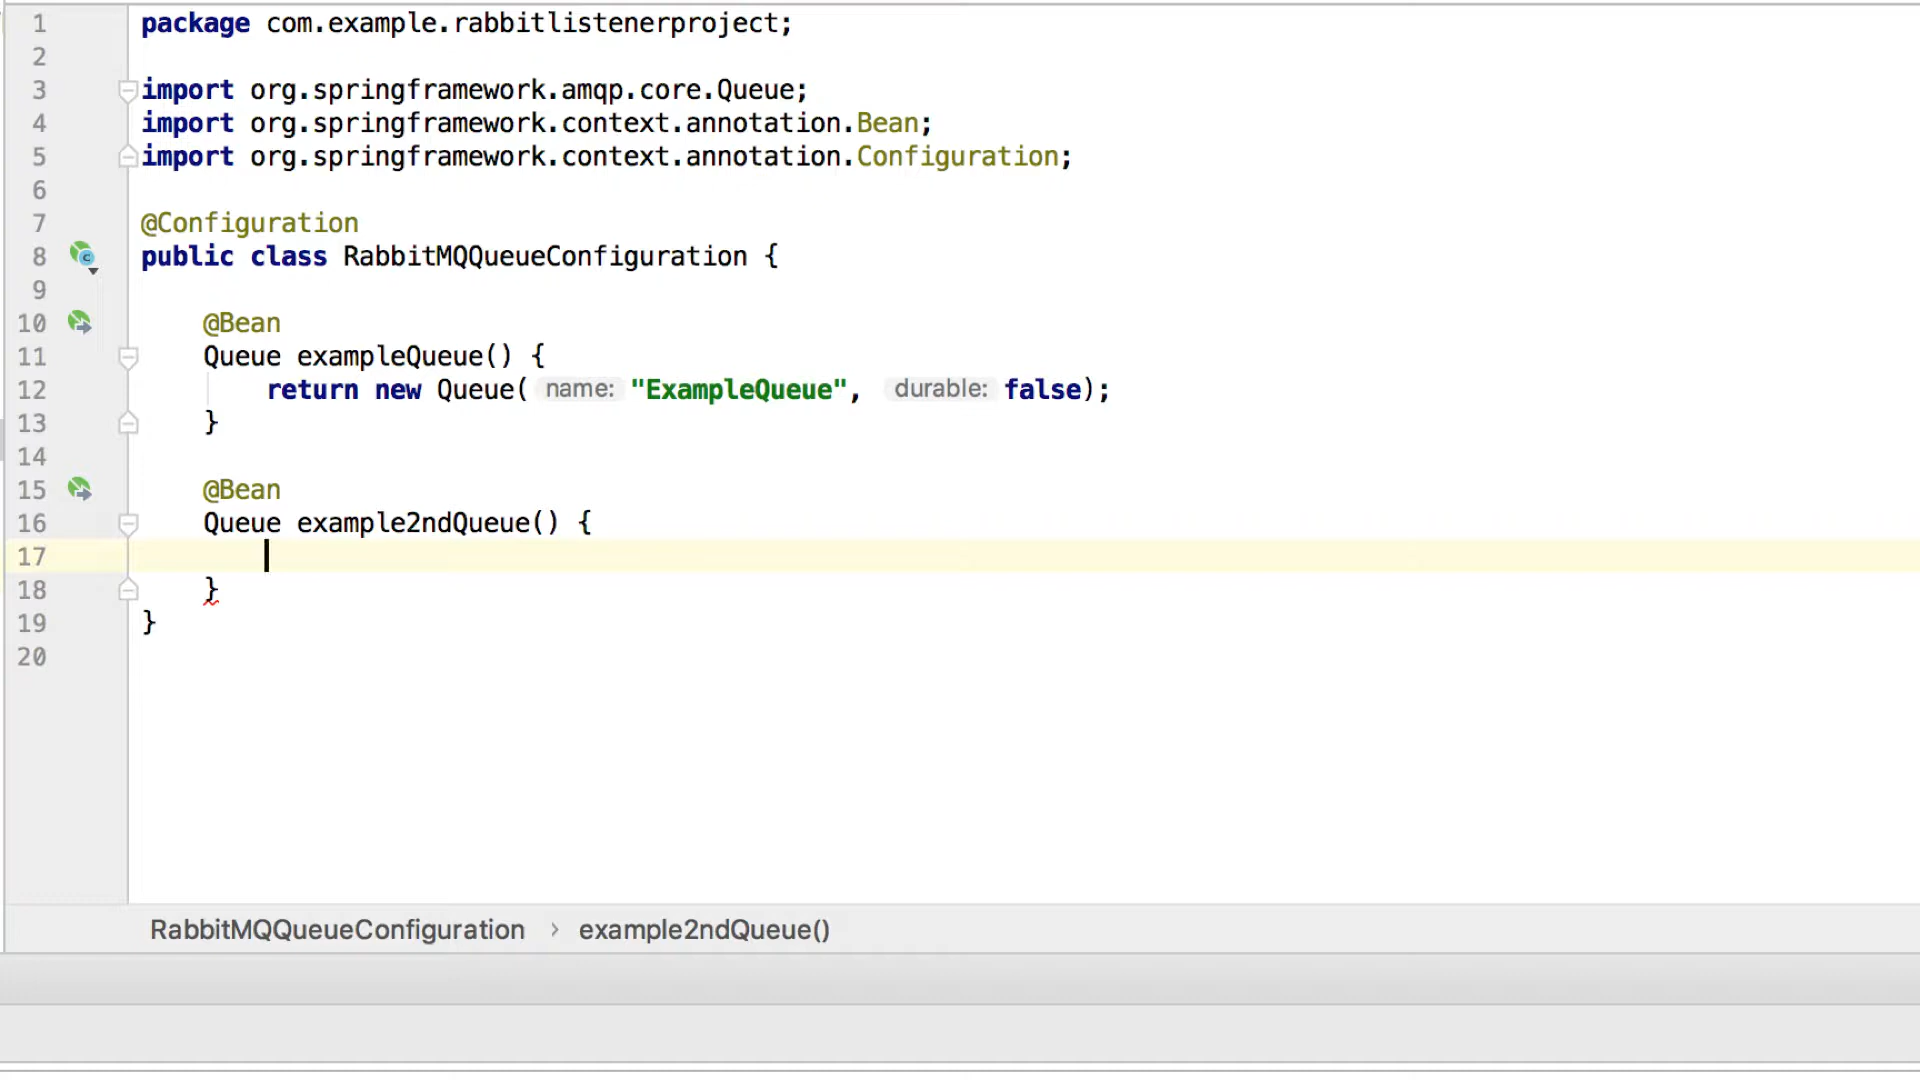 1 package com.example.rabbitlistenerproject;
2
3 import org.springframework.amqp.core.Queue;
4 import org.springframework.context.annotation.Bean;
5 import org.springframework.context.annotation.Configuration;
6
7 @Configuration
8 public class RabbitMQQueueConfiguration {
9
10 @Bean
11 Queue exampleQueue() {
12 return new Queue( name: "ExampleQueue", durable: false);
13 }
14
15 @Bean
16 Queue example2ndQueue() {
17
18 }
19 }
20
RabbitMQQueueConfiguration › example2ndQueue()